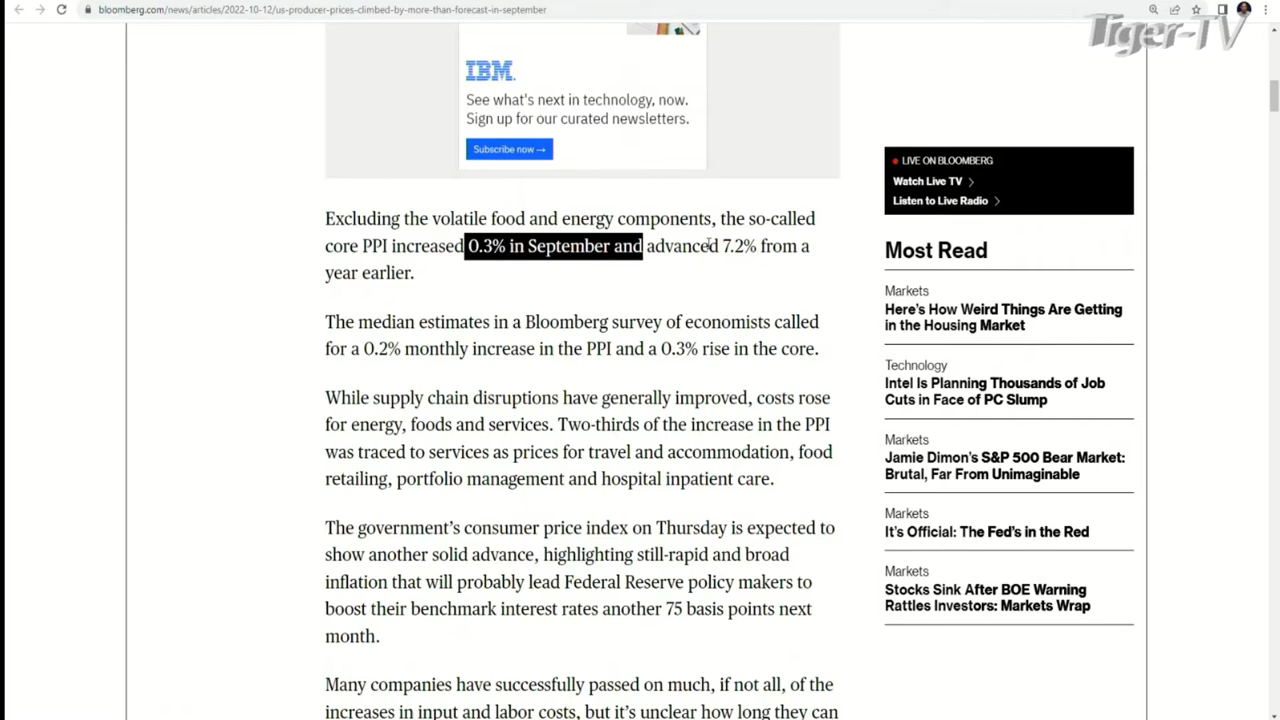 bloomberg.com/news/articles/2022-10-12/us-producer-prices-climbed-by-more-than-forecast-in-september
Tiger-TV
IBM
See what's next in technology, now.
Sign up for our curated newsletters.
Subscribe now →
Excluding the volatile food and energy components, the so-called
core PPI increased 0.3% in September and advanced 7.2% from a
year earlier.
The median estimates in a Bloomberg survey of economists called
for a 0.2% monthly increase in the PPI and a 0.3% rise in the core.
While supply chain disruptions have generally improved, costs rose
for energy, foods and services. Two-thirds of the increase in the PPI
was traced to services as prices for travel and accommodation, food
retailing, portfolio management and hospital inpatient care.
The government's consumer price index on Thursday is expected to
show another solid advance, highlighting still-rapid and broad
inflation that will probably lead Federal Reserve policy makers to
boost their benchmark interest rates another 75 basis points next
month.
Many companies have successfully passed on much, if not all, of the
increases in input and labor costs, but it's unclear how long they can
LIVE ON BLOOMBERG
Watch Live TV >
Listen to Live Radio >
Most Read
Markets
Here's How Weird Things Are Getting
in the Housing Market
Technology
Intel Is Planning Thousands of Job
Cuts in Face of PC Slump
Markets
Jamie Dimon's S&P 500 Bear Market:
Brutal, Far From Unimaginable
Markets
It's Official: The Fed's in the Red
Markets
Stocks Sink After BOE Warning
Rattles Investors: Markets Wrap